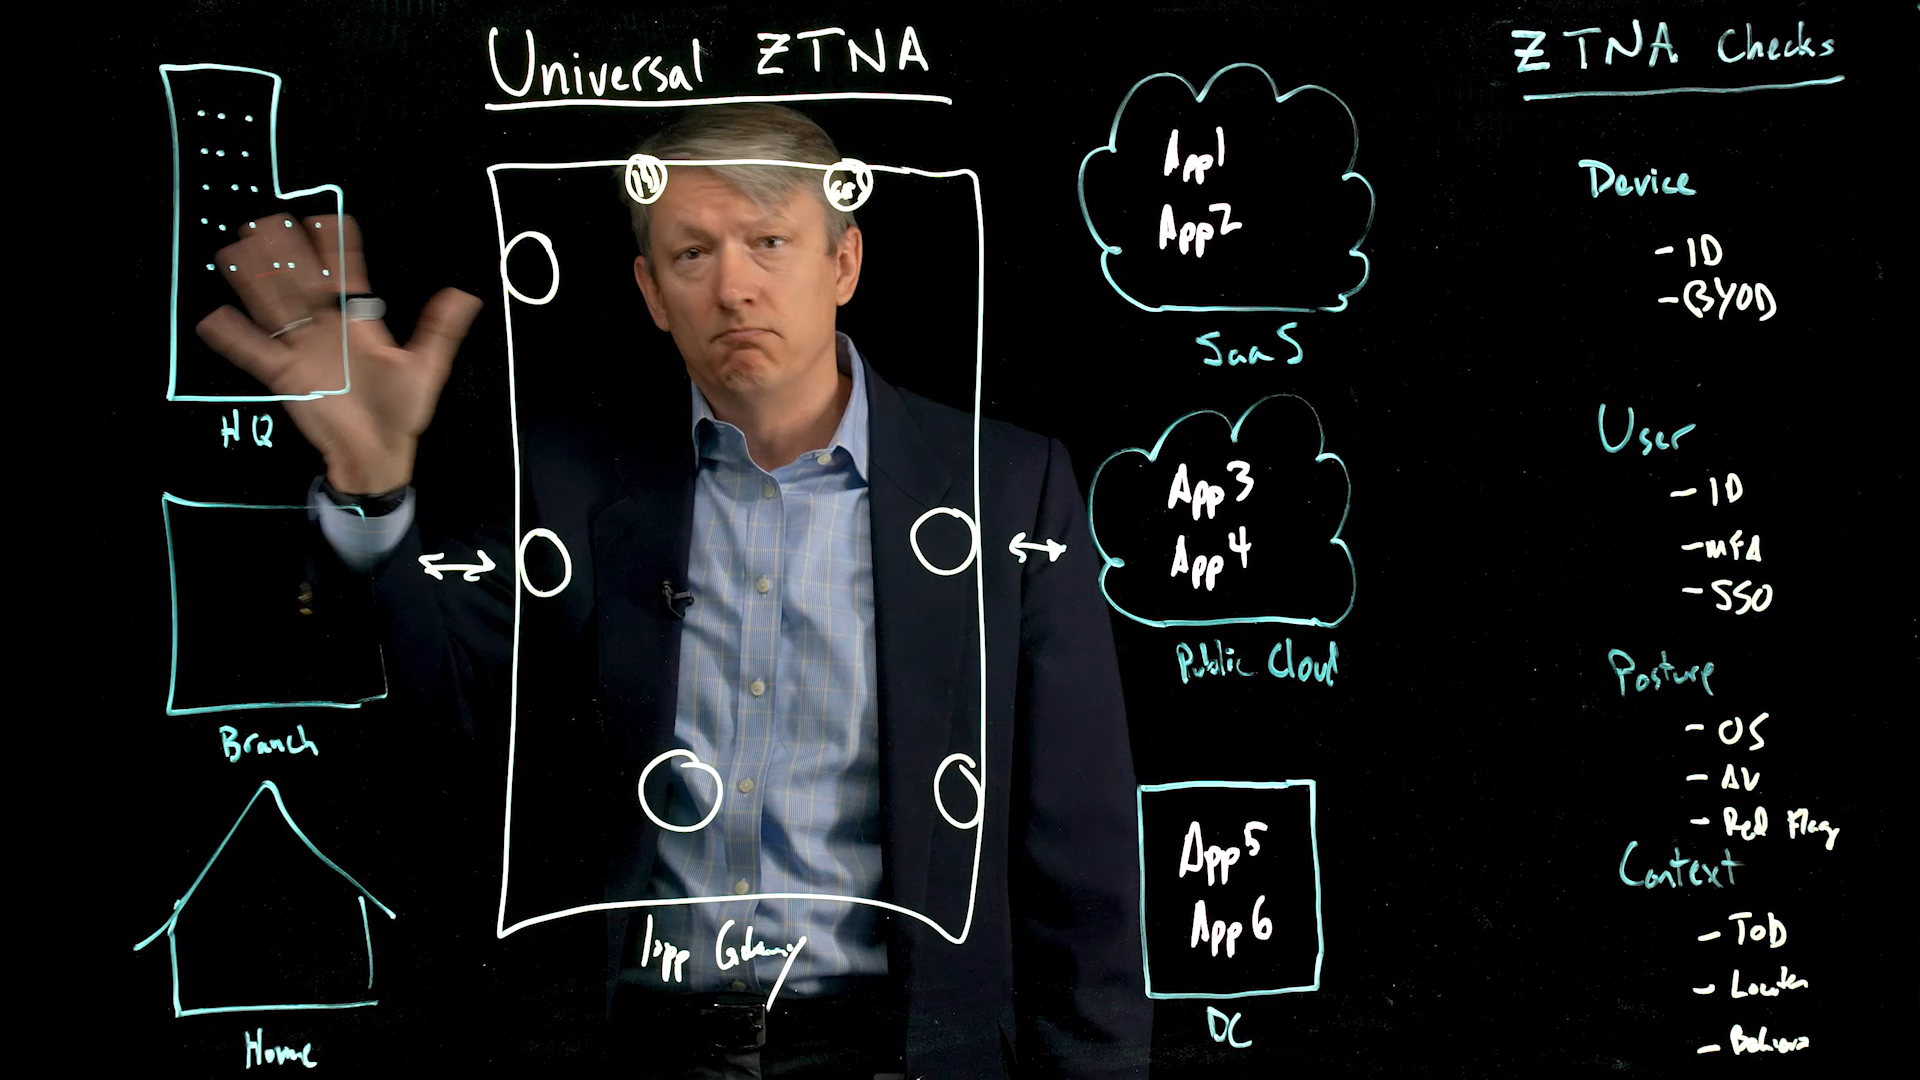 Universal ZTNA
HQ
Branch
Home
App
App1
App2
SaaS
App3
App4
Public Cloud
App5
App6
DC
ZTNA Checks
Device
- ID
- BYOD
User
- ID
- MFA
- SSO
Posture
- OS
- AV
- Red Flag
Context
- ToD